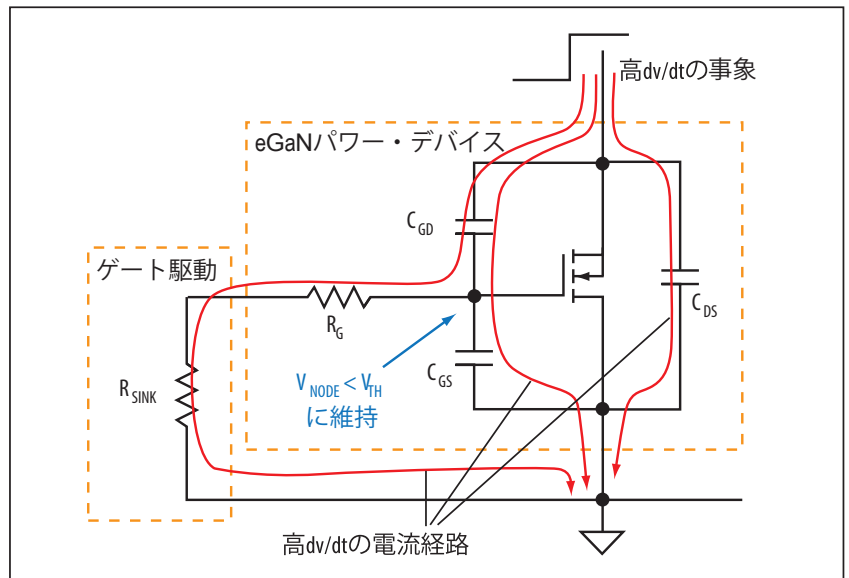 高dv/dtの事象
eGaNパワー・デバイス
CGD
ゲート駆動
RG
CDS
RSINK
VNODE < VTH
に維持
CGS
高dv/dtの電流経路